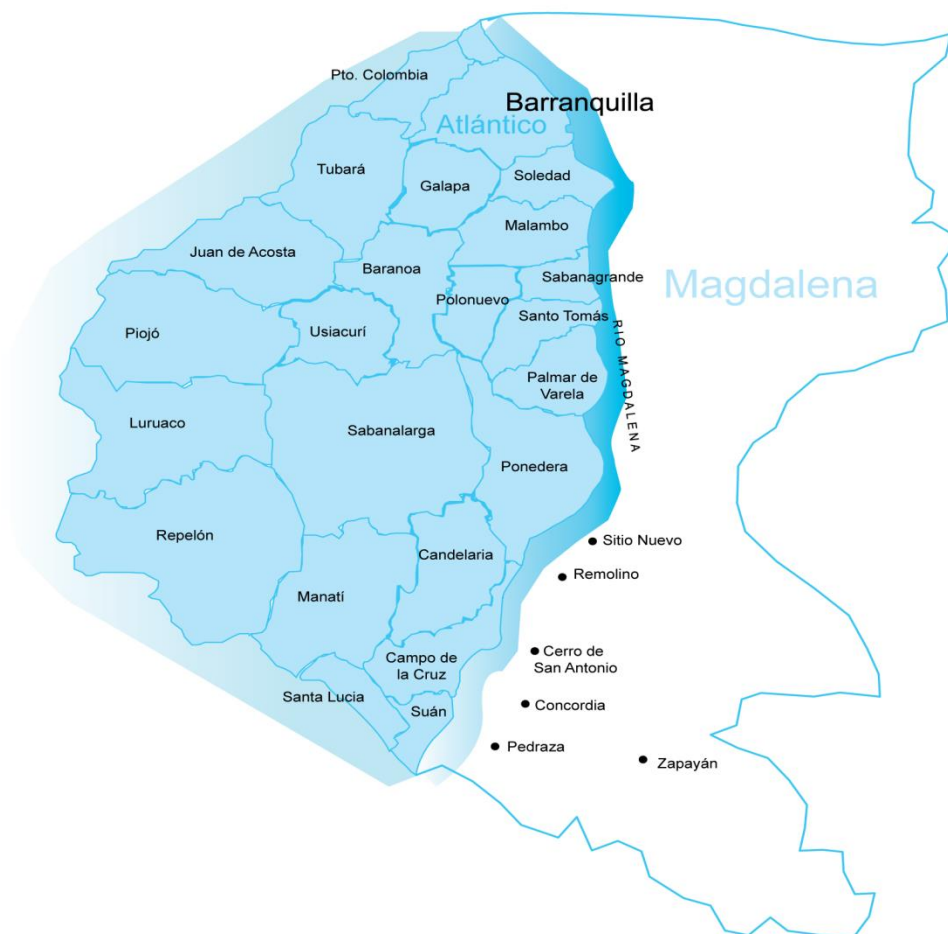 Pto. Colombia
Barranquilla
Atlántico
Tubará
Galapa
Soledad
Malambo
Juan de Acosta
Baranoa
Sabanagrande
Magdalena
Polonuevo
Santo Tomás
Piojó
Usiacurí
RIO MAGDALENA
Palmar de
Varela
Luruaco
Sabanalarga
Ponedera
Repelón
Sitio Nuevo
Candelaria
Remolino
Manatí
Cerro de
San Antonio
Campo de
la Cruz
Santa Lucia
Suán
Concordia
Pedraza
Zapayán